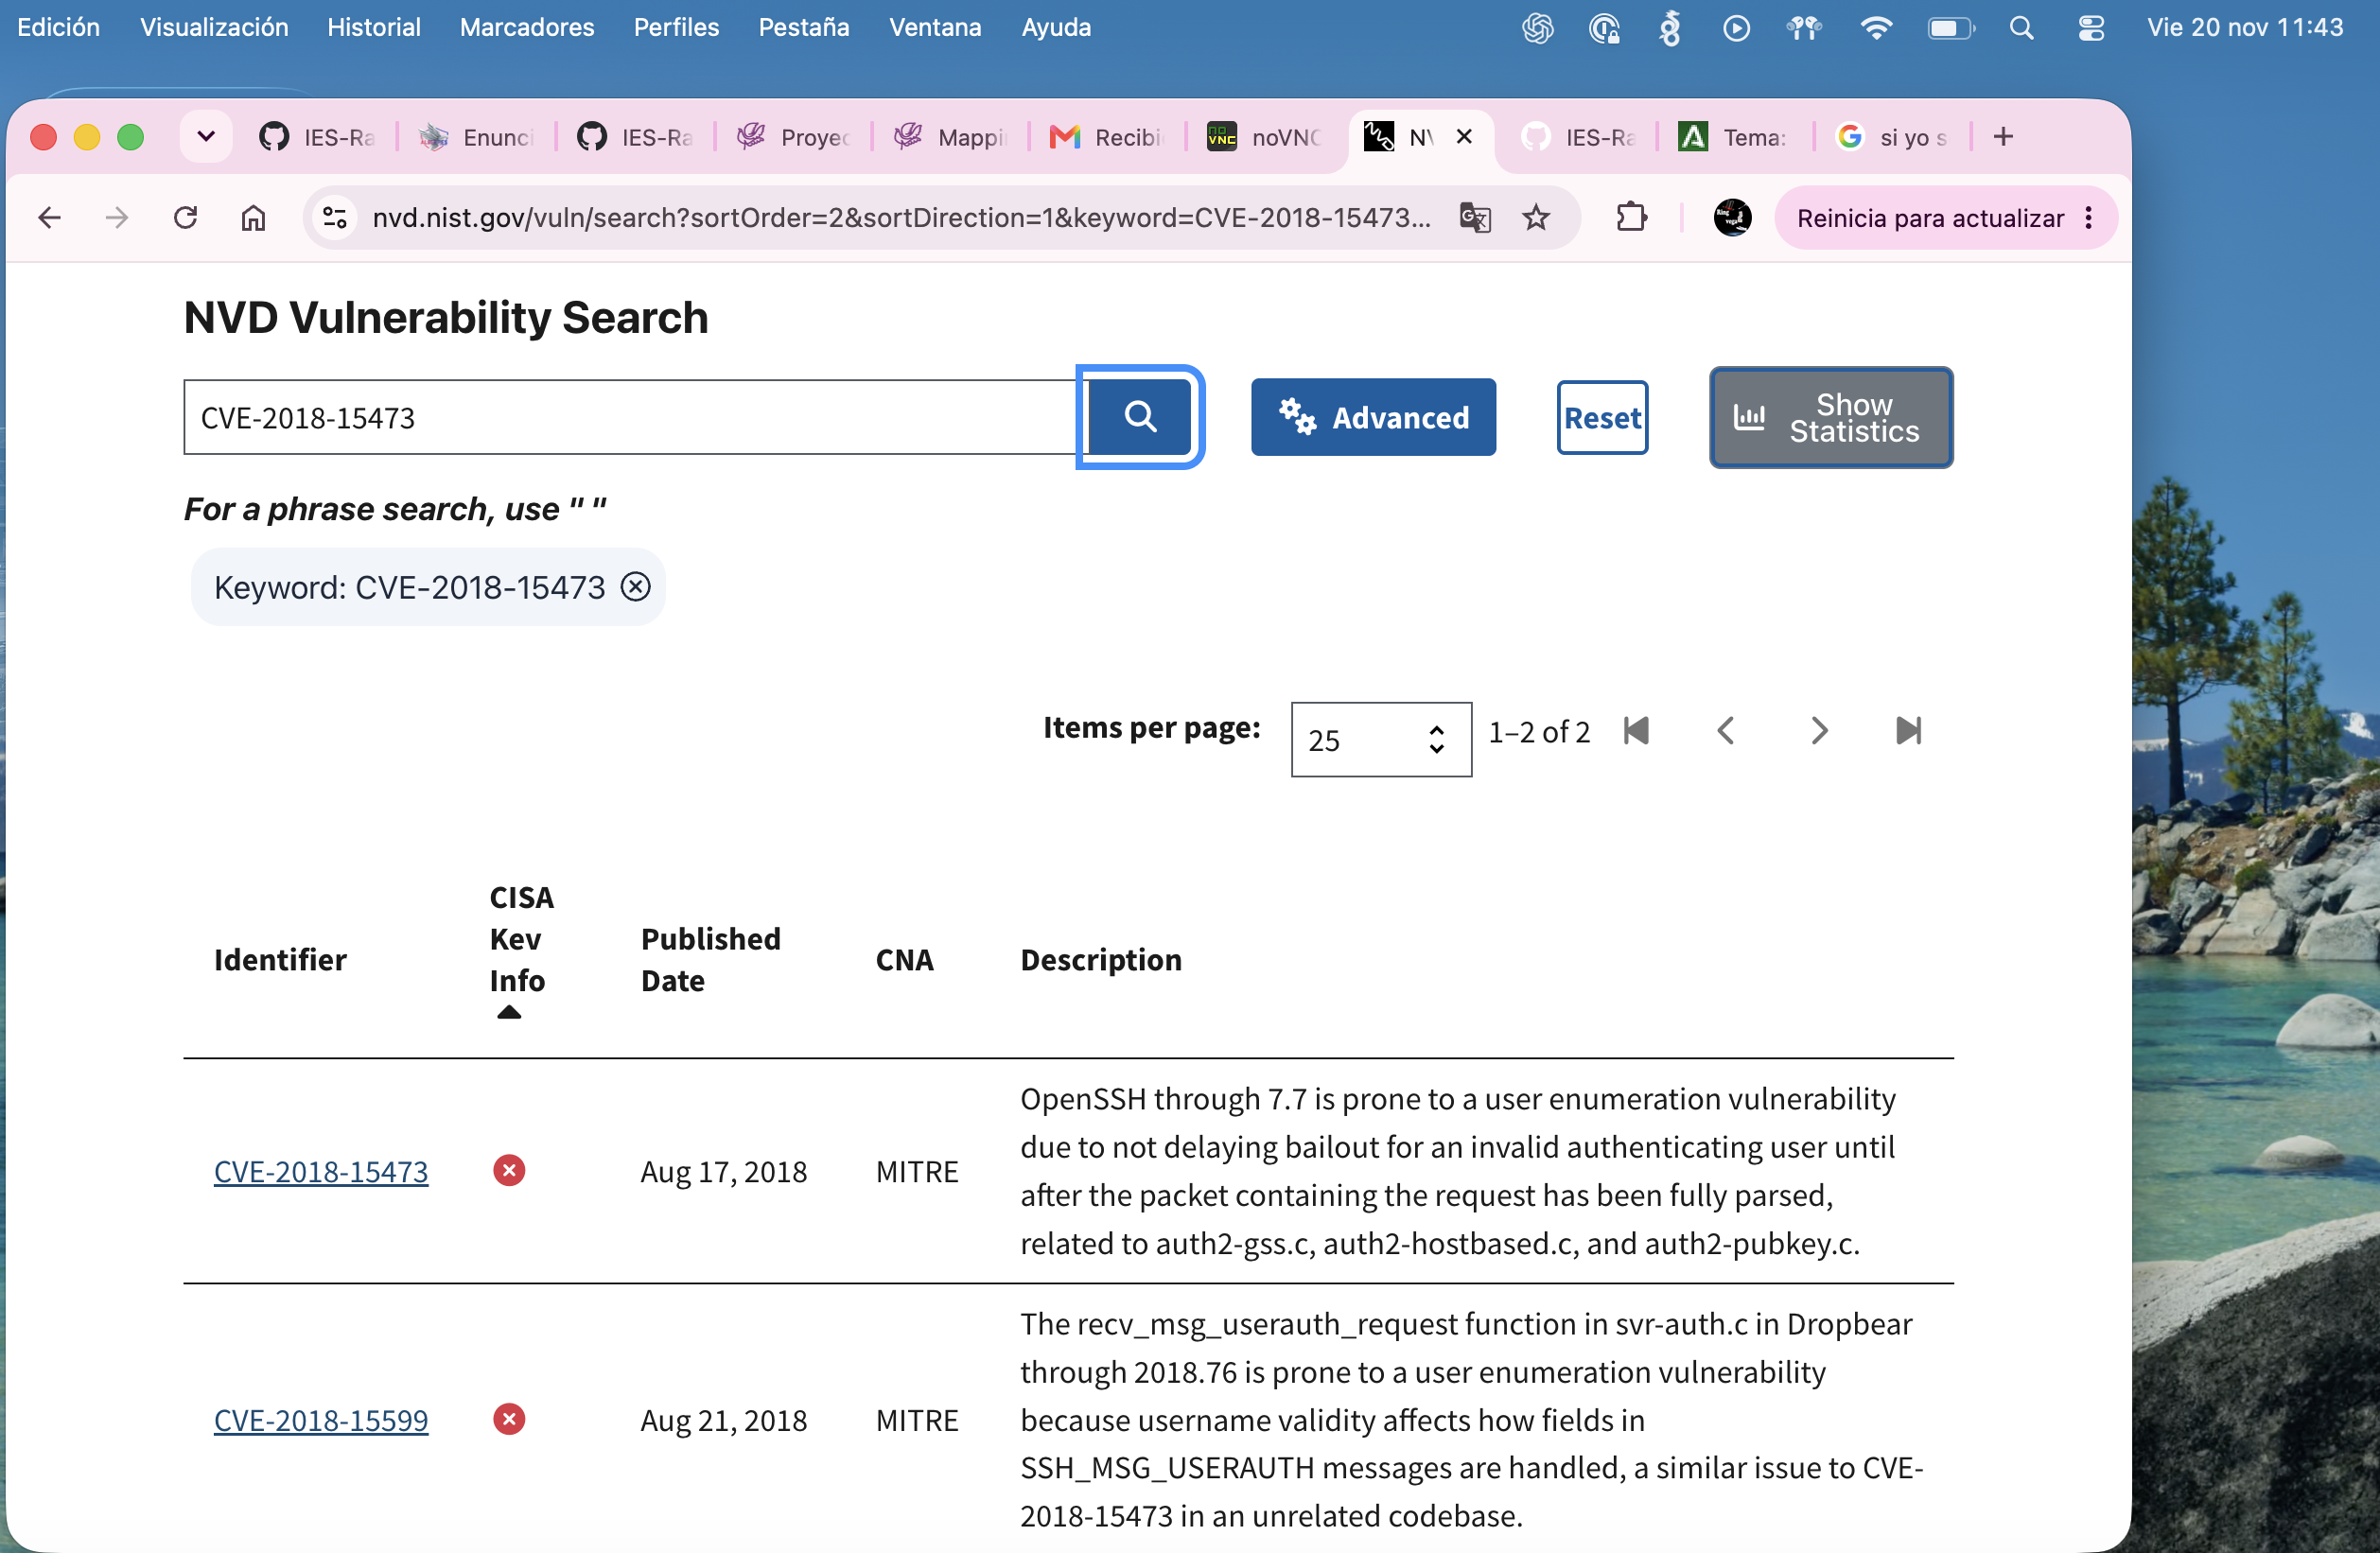 Edición Visualización Historial Marcadores Perfiles Pestaña Ventana Ayuda Vie 20 nov 11:43
IES-Ra Enunci IES-Ra Proyec Mappi Recibi noVNC NV IES-Ra Tema: si yo s
nvd.nist.gov/vuln/search?sortOrder=2&sortDirection=1&keyword=CVE-2018-15473... Reinicia para actualizar
NVD Vulnerability Search
CVE-2018-15473 Advanced Reset Show
Statistics
For a phrase search, use " "
Keyword: CVE-2018-15473
Items per page: 25 1–2 of 2
Identifier CISA Kev Info Published Date CNA Description
CVE-2018-15473 Aug 17, 2018 MITRE OpenSSH through 7.7 is prone to a user enumeration vulnerability
due to not delaying bailout for an invalid authenticating user until
after the packet containing the request has been fully parsed,
related to auth2-gss.c, auth2-hostbased.c, and auth2-pubkey.c.
CVE-2018-15599 Aug 21, 2018 MITRE The recv_msg_userauth_request function in svr-auth.c in Dropbear
through 2018.76 is prone to a user enumeration vulnerability
because username validity affects how fields in
SSH_MSG_USERAUTH messages are handled, a similar issue to CVE-
2018-15473 in an unrelated codebase.